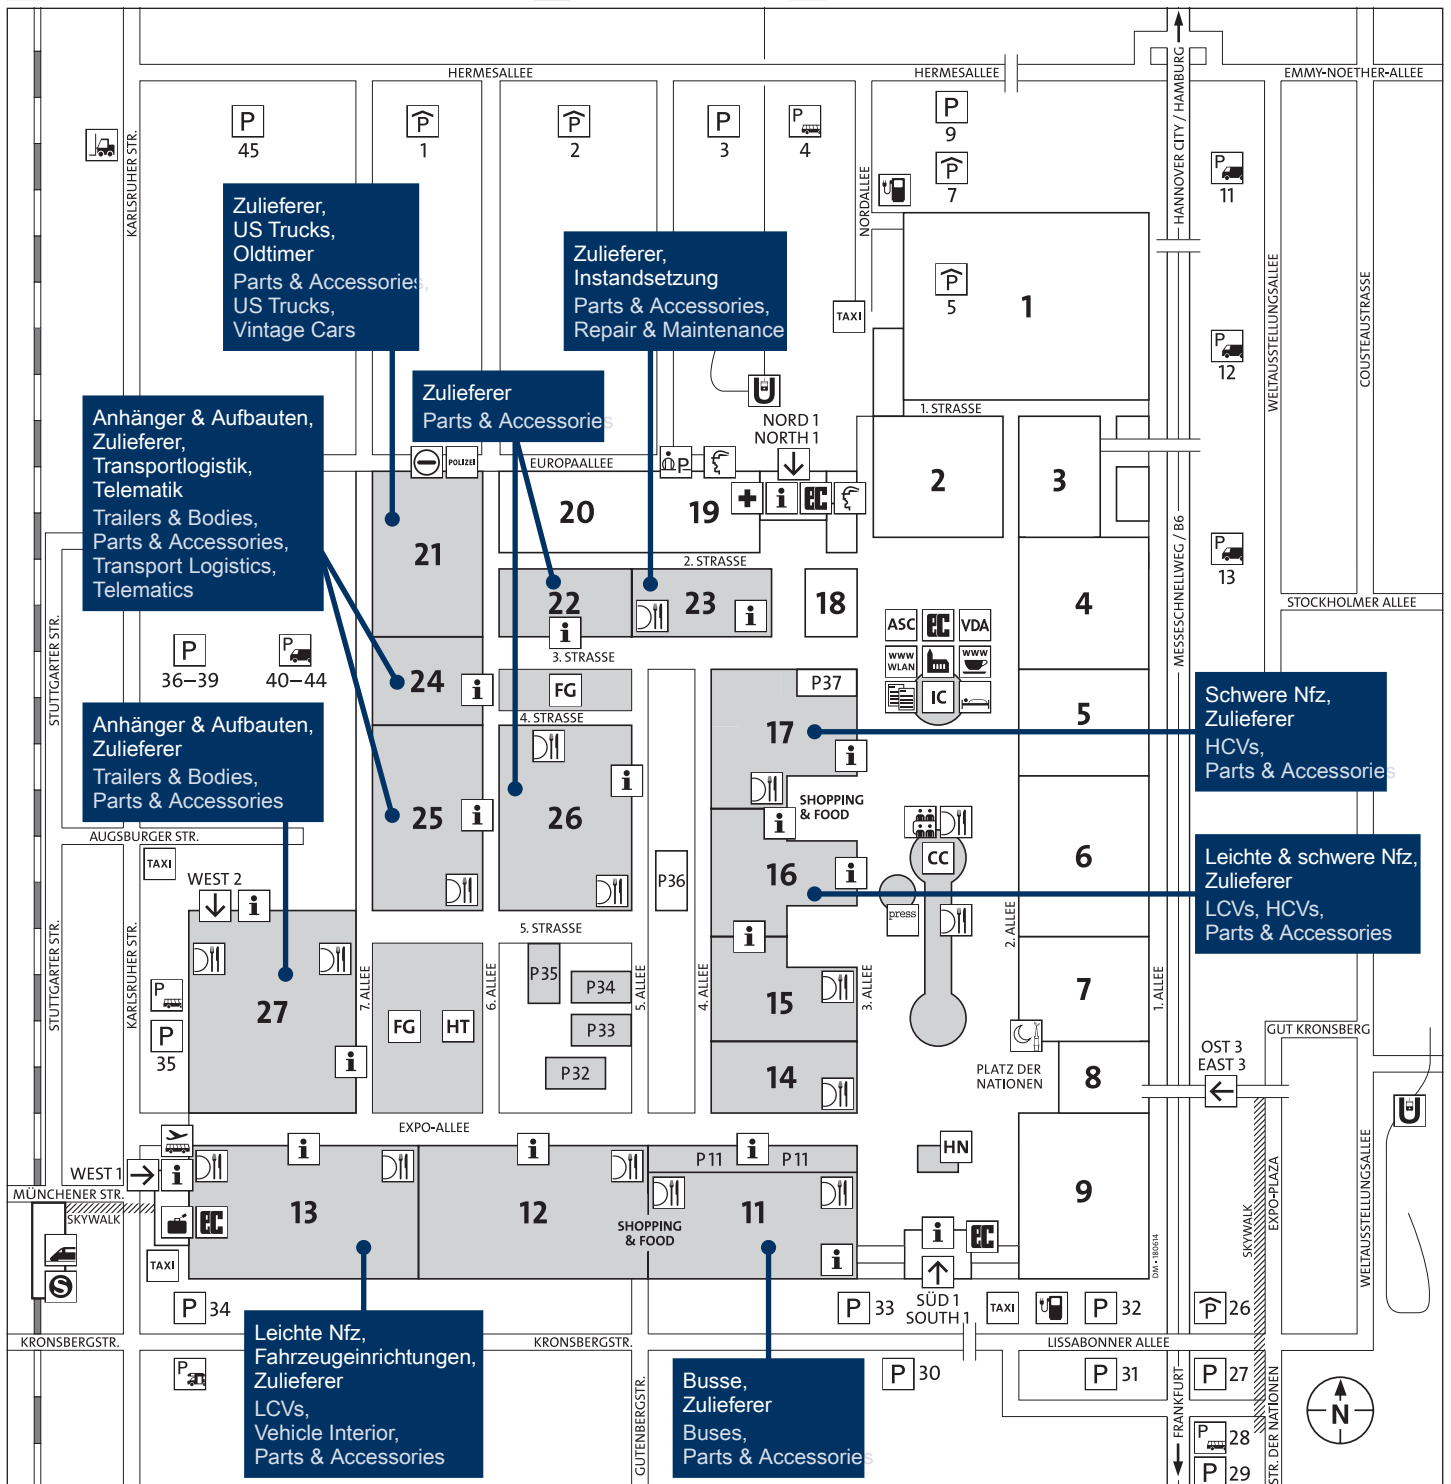 HERMESALLEE
HERMESALLEE
EMMY-NOETHER-ALLEE
KARLSRUHER STR.
P
45
P
1
P
2
P
3
P
4
P
9
P
7
NORDALLEE
HANNOVER CITY / HAMBURG
P
11
WELTAUSSTELLUNGSALLEE
COUSTEAUSTRASSE
Zulieferer,
US Trucks,
Oldtimer
Parts & Accessories,
US Trucks,
Vintage Cars
Zulieferer,
Instandsetzung
Parts & Accessories,
Repair & Maintenance
TAXI
P
5
1
P
12
Zulieferer
Parts & Accessories
U
NORD 1
NORTH 1
1. STRASSE
Anhänger & Aufbauten,
Zulieferer,
Transportlogistik,
Telematik
Trailers & Bodies,
Parts & Accessories,
Transport Logistics,
Telematics
POLIZEI
EUROPAALLEE
P
20
19
i
EC
2
3
MESSESCHNELLWEG / B6
21
2. STRASSE
P
13
22
23
i
18
4
STOCKHOLMER ALLEE
i
3. STRASSE
ASC
EC
VDA
WWW
WLAN
WWW
IC
STUTTGARTER STR.
P
36–39
P
40–44
24
i
FG
4. STRASSE
P37
17
i
5
Schwere Nfz,
Zulieferer
HCVs,
Parts & Accessories
Anhänger & Aufbauten,
Zulieferer
Trailers & Bodies,
Parts & Accessories
25
i
26
i
SHOPPING
& FOOD
i
AUGSBURGER STR.
TAXI
WEST 2
i
P36
16
i
CC
6
Leichte & schwere Nfz,
Zulieferer
LCVs, HCVs,
Parts & Accessories
press
5. STRASSE
i
2. ALLEE
STUTTGARTER STR.
KARLSRUHER STR.
P
P
35
27
i
7. ALLEE
FG
HT
6. ALLEE
P35
P34
P33
P32
5. ALLEE
4. ALLEE
15
3. ALLEE
7
1. ALLEE
14
PLATZ DER
NATIONEN
8
OST 3
EAST 3
GUT KRONSBERG
U
EXPO-ALLEE
WEST 1
i
MÜNCHENER STR.
SKYWALK
EC
S
TAXI
i
13
i
12
SHOPPING
& FOOD
P 11
i
P 11
11
i
HN
i
EC
9
DM • 180614
SKYWALK
EXPO-PLAZA
WELTAUSSTELLUNGSALLEE
P 34
P 33
SÜD 1
SOUTH 1
TAXI
P 32
P 26
KRONSBERGSTR.
KRONSBERGSTR.
LISSABONNER ALLEE
P
Leichte Nfz,
Fahrzeugeinrichtungen,
Zulieferer
LCVs,
Vehicle Interior,
Parts & Accessories
GUTENBERGSTR.
Busse,
Zulieferer
Buses,
Parts & Accessories
P 30
P 31
FRANKFURT
P 27
P 28
P 29
STR. DER NATIONEN
N